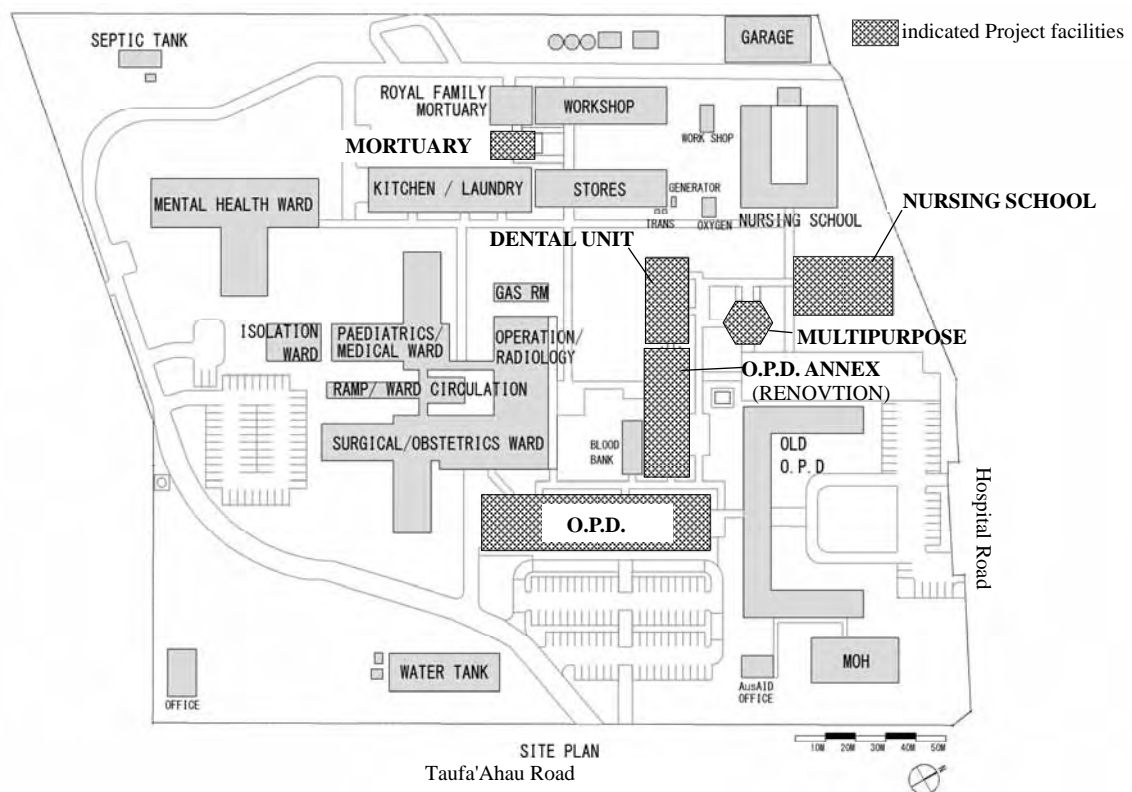 SEPTIC TANK
GARAGE
indicated Project facilities
ROYAL FAMILY
MORTUARY
WORKSHOP
WORK SHOP
MORTUARY
KITCHEN / LAUNDRY
STORES
GENERATOR
TRANS
OXYGEN
NURSING SCHOOL
MENTAL HEALTH WARD
NURSING SCHOOL
DENTAL UNIT
GAS RM
ISOLATION
WARD
PAEDIATRICS/
MEDICAL WARD
OPERATION/
RADIOLOGY
MULTIPURPOSE
O.P.D. ANNEX
(RENOVTION)
RAMP/ WARD CIRCULATION
SURGICAL/OBSTETRICS WARD
BLOOD
BANK
OLD
O.P.D
Hospital Road
O.P.D.
OFFICE
WATER TANK
AusAID
OFFICE
MOH
SITE PLAN
10M 20M 30M 40M 50M
Taufa'Ahau Road
N